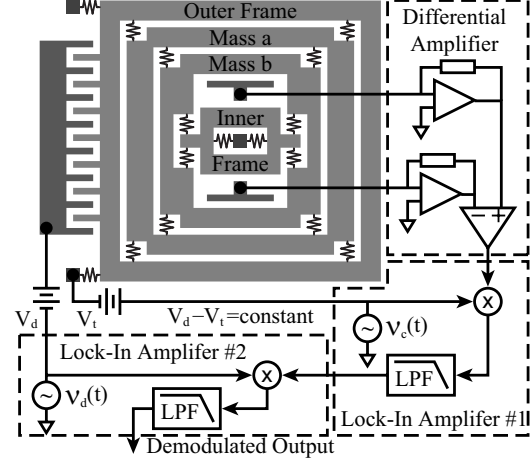 Outer Frame
Differential
Amplifier
Mass a
Mass b
Inner
Frame
− +
V_d
V_t
V_d−V_t=constant
x
~
ν_c(t)
Lock-In Amplifer #2
x
LPF
~
ν_d(t)
LPF
Lock-In Amplifer #1
Demodulated Output